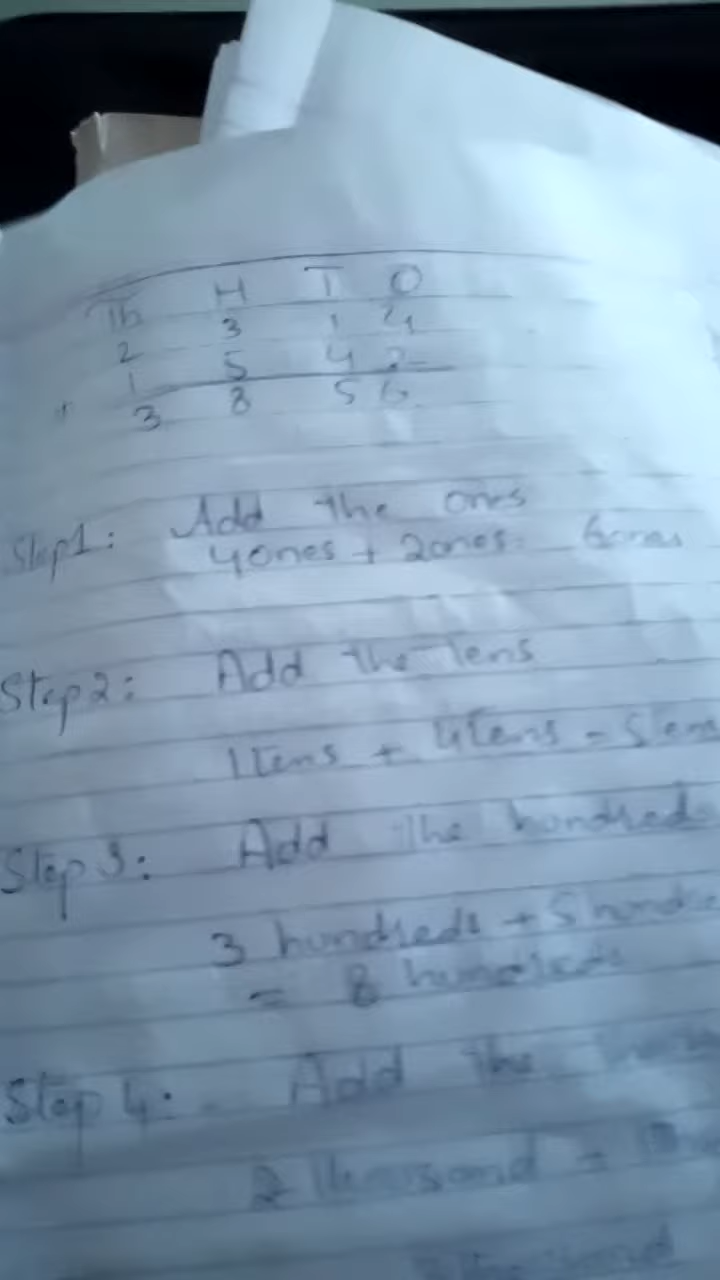 Th H T O
2 3 1 4
+ 1 5 4 2
3 8 5 6
Step1: Add the ones
4ones + 2ones = 6ones
Step2: Add the Tens
1Tens + 4Tens = 5Tens
Step 3: Add the hundreds
3 hundreds + 5 hundre
= 8 hundreds
Step 4: Add the
2 thousand +
thousand